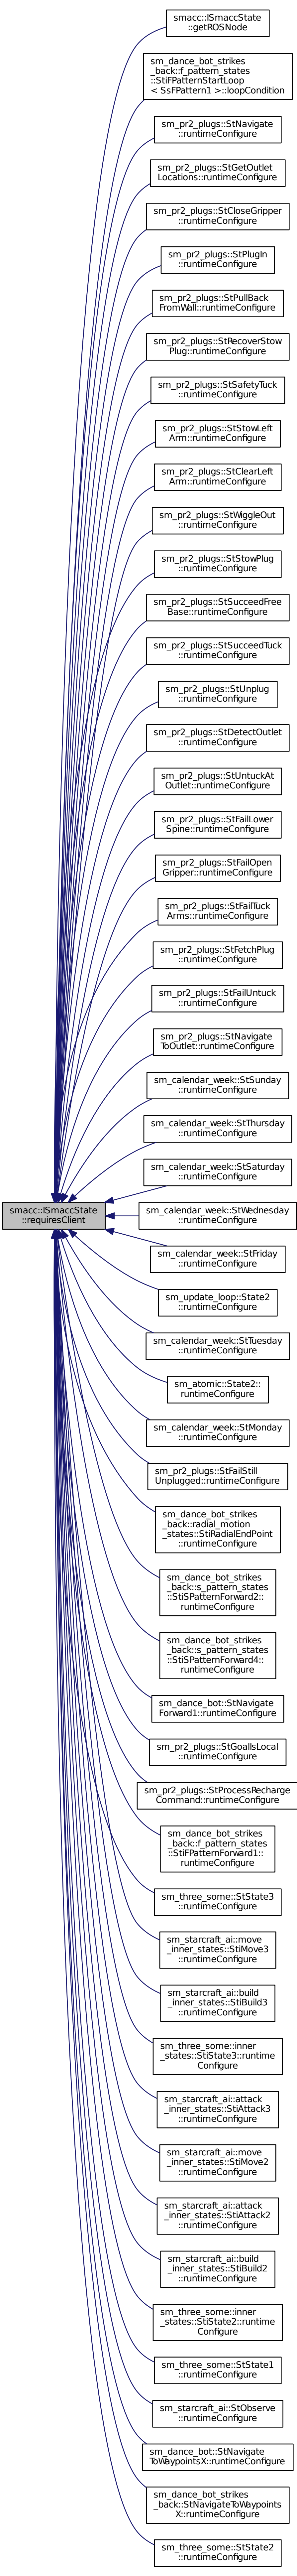 smacc::ISmaccState
::getROSNode
sm_dance_bot_strikes
_back::f_pattern_states
::StiFPatternStartLoop
< SsFPattern1 >::loopCondition
sm_pr2_plugs::StNavigate
::runtimeConfigure
sm_pr2_plugs::StGetOutlet
Locations::runtimeConfigure
sm_pr2_plugs::StCloseGripper
::runtimeConfigure
sm_pr2_plugs::StPlugIn
::runtimeConfigure
sm_pr2_plugs::StPullBack
FromWall::runtimeConfigure
sm_pr2_plugs::StRecoverStow
Plug::runtimeConfigure
sm_pr2_plugs::StSafetyTuck
::runtimeConfigure
sm_pr2_plugs::StStowLeft
Arm::runtimeConfigure
sm_pr2_plugs::StClearLeft
Arm::runtimeConfigure
sm_pr2_plugs::StWiggleOut
::runtimeConfigure
sm_pr2_plugs::StStowPlug
::runtimeConfigure
sm_pr2_plugs::StSucceedFree
Base::runtimeConfigure
sm_pr2_plugs::StSucceedTuck
::runtimeConfigure
sm_pr2_plugs::StUnplug
::runtimeConfigure
sm_pr2_plugs::StDetectOutlet
::runtimeConfigure
sm_pr2_plugs::StUntuckAt
Outlet::runtimeConfigure
sm_pr2_plugs::StFailLower
Spine::runtimeConfigure
sm_pr2_plugs::StFailOpen
Gripper::runtimeConfigure
sm_pr2_plugs::StFailTuck
Arms::runtimeConfigure
sm_pr2_plugs::StFetchPlug
::runtimeConfigure
sm_pr2_plugs::StFailUntuck
::runtimeConfigure
sm_pr2_plugs::StNavigate
ToOutlet::runtimeConfigure
sm_calendar_week::StSunday
::runtimeConfigure
sm_calendar_week::StThursday
::runtimeConfigure
sm_calendar_week::StSaturday
::runtimeConfigure
smacc::ISmaccState
::requiresClient
sm_calendar_week::StWednesday
::runtimeConfigure
sm_calendar_week::StFriday
::runtimeConfigure
sm_update_loop::State2
::runtimeConfigure
sm_calendar_week::StTuesday
::runtimeConfigure
sm_atomic::State2::
runtimeConfigure
sm_calendar_week::StMonday
::runtimeConfigure
sm_pr2_plugs::StFailStill
Unplugged::runtimeConfigure
sm_dance_bot_strikes
_back::radial_motion
_states::StiRadialEndPoint
::runtimeConfigure
sm_dance_bot_strikes
_back::s_pattern_states
::StiSPatternForward2::
runtimeConfigure
sm_dance_bot_strikes
_back::s_pattern_states
::StiSPatternForward4::
runtimeConfigure
sm_dance_bot::StNavigate
Forward1::runtimeConfigure
sm_pr2_plugs::StGoalIsLocal
::runtimeConfigure
sm_pr2_plugs::StProcessRecharge
Command::runtimeConfigure
sm_dance_bot_strikes
_back::f_pattern_states
::StiFPatternForward1::
runtimeConfigure
sm_three_some::StState3
::runtimeConfigure
sm_starcraft_ai::move
_inner_states::StiMove3
::runtimeConfigure
sm_starcraft_ai::build
_inner_states::StiBuild3
::runtimeConfigure
sm_three_some::inner
_states::StiState3::runtime
Configure
sm_starcraft_ai::attack
_inner_states::StiAttack3
::runtimeConfigure
sm_starcraft_ai::move
_inner_states::StiMove2
::runtimeConfigure
sm_starcraft_ai::attack
_inner_states::StiAttack2
::runtimeConfigure
sm_starcraft_ai::build
_inner_states::StiBuild2
::runtimeConfigure
sm_three_some::inner
_states::StiState2::runtime
Configure
sm_three_some::StState1
::runtimeConfigure
sm_starcraft_ai::StObserve
::runtimeConfigure
sm_dance_bot::StNavigate
ToWaypointsX::runtimeConfigure
sm_dance_bot_strikes
_back::StNavigateToWaypoints
X::runtimeConfigure
sm_three_some::StState2
::runtimeConfigure